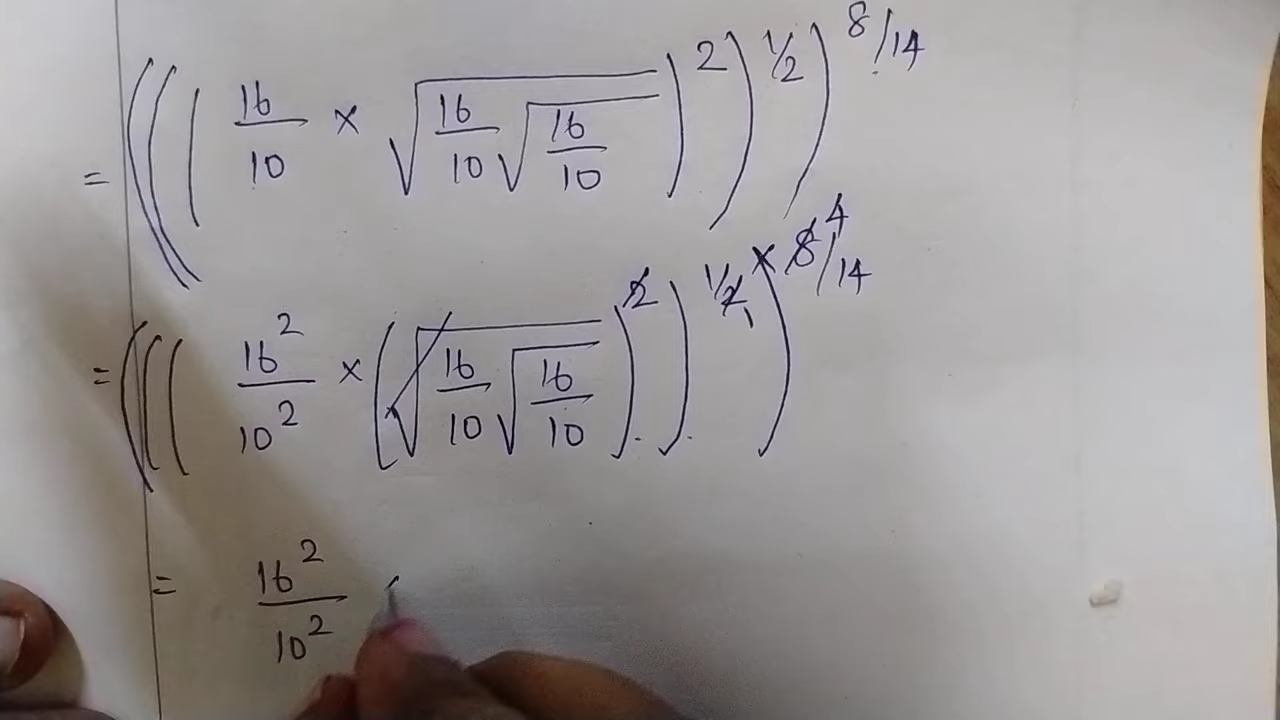 = (((16/10 × √(16/10 √(16/10)))^2)^1/2)^8/14
= (((16^2/10^2 × (√(16/10 √(16/10)))^2)^1/2 1 × 8 4/14)
= 16^2/10^2